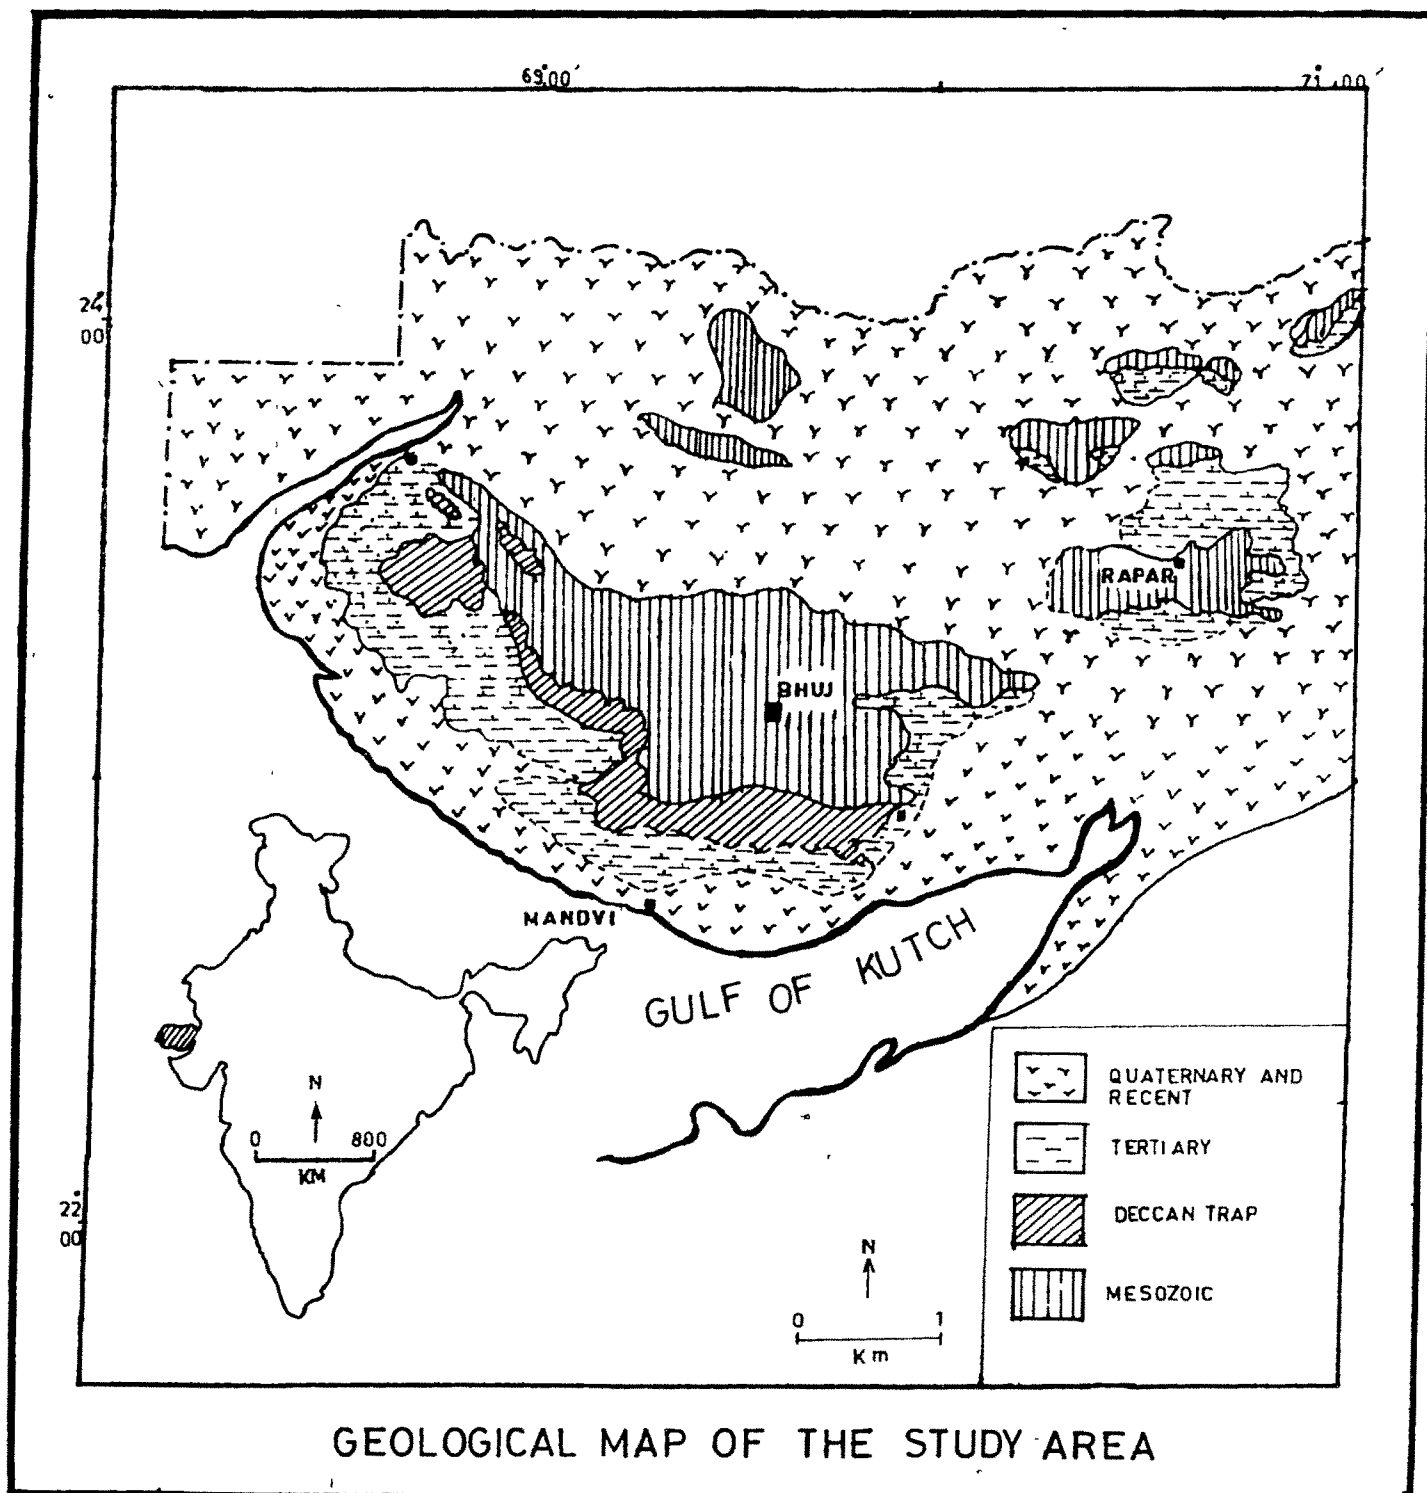 69°00'
71°00'
24°
00
BHUJ
RAPAR
MANDVI
GULF OF KUTCH
N
0 800
KM
22°
00
N
0 1
Km
QUATERNARY AND
RECENT
TERTIARY
DECCAN TRAP
MESOZOIC
GEOLOGICAL MAP OF THE STUDY AREA